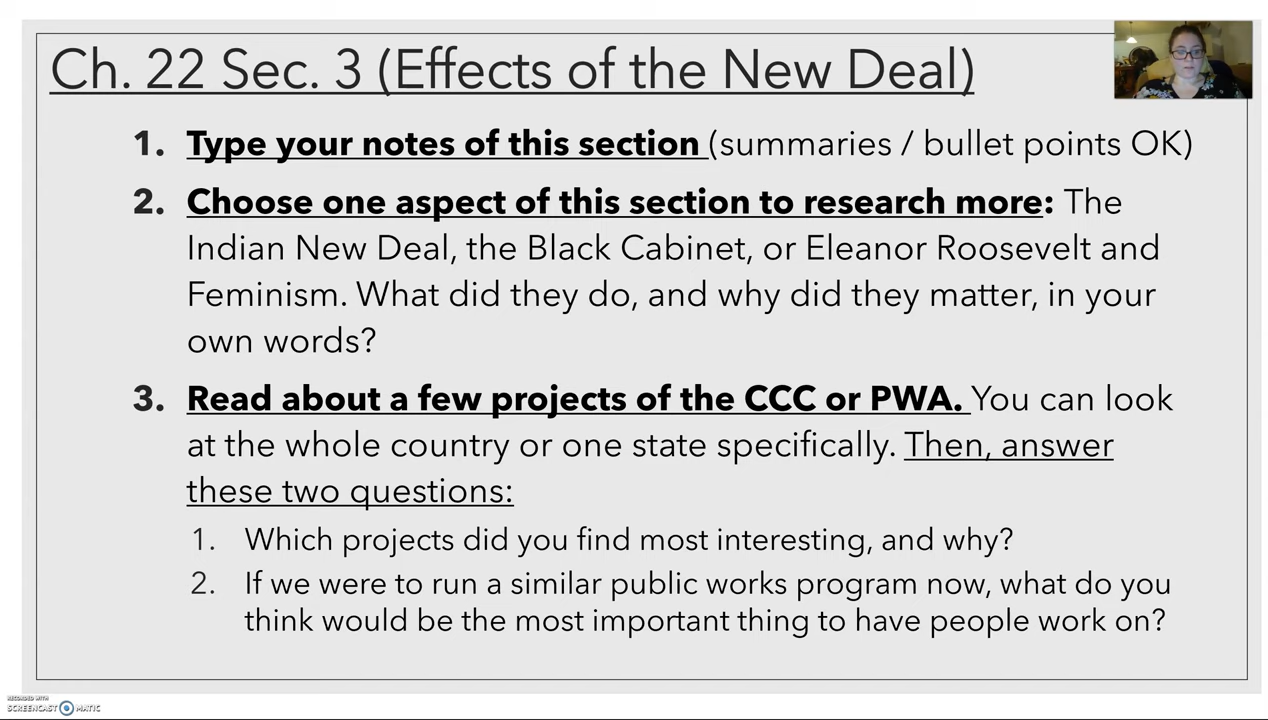 Ch. 22 Sec. 3 (Effects of the New Deal)
1. Type your notes of this section (summaries / bullet points OK)
2. Choose one aspect of this section to research more: The
Indian New Deal, the Black Cabinet, or Eleanor Roosevelt and
Feminism. What did they do, and why did they matter, in your
own words?
3. Read about a few projects of the CCC or PWA. You can look
at the whole country or one state specifically. Then, answer
these two questions:
1. Which projects did you find most interesting, and why?
2. If we were to run a similar public works program now, what do you
think would be the most important thing to have people work on?
RECORDED WITH
SCREENCAST MATIC